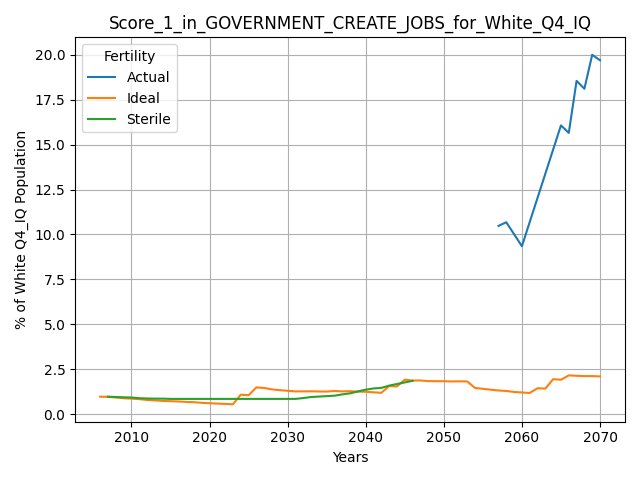 Score_1_in_GOVERNMENT_CREATE_JOBS_for_White_Q4_IQ
Fertility
Actual
Ideal
Sterile
% of White Q4_IQ Population
20.0
17.5
15.0
12.5
10.0
7.5
5.0
2.5
0.0
2010 2020 2030 2040 2050 2060 2070
Years